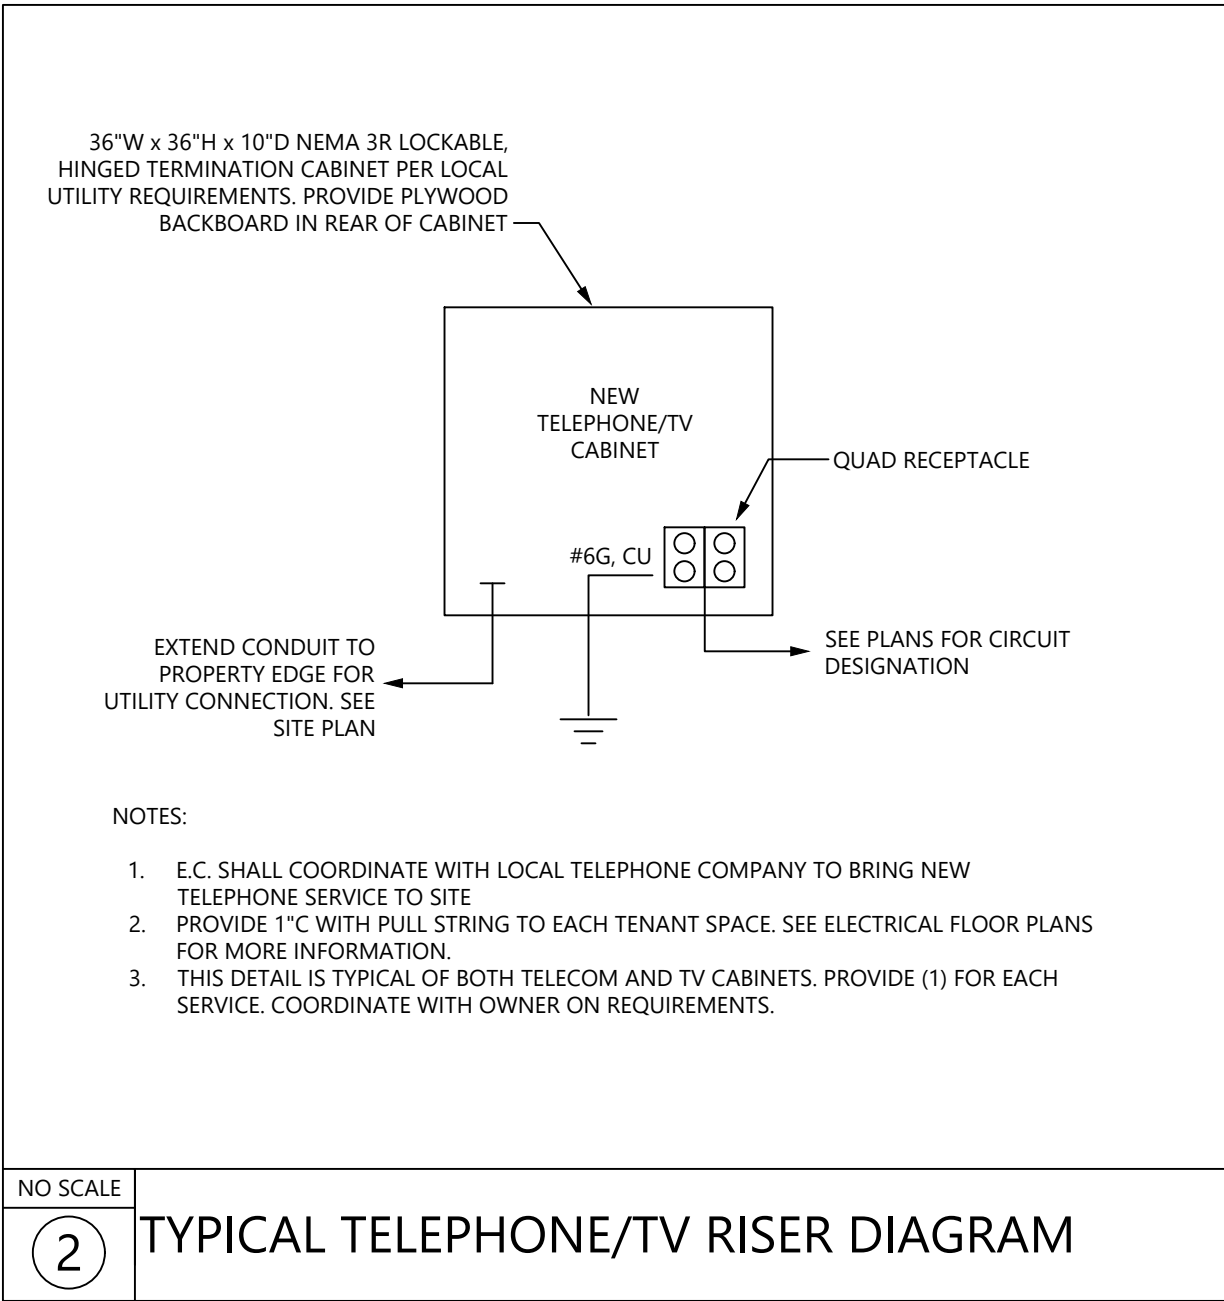 36"W x 36"H x 10"D NEMA 3R LOCKABLE,
HINGED TERMINATION CABINET PER LOCAL
UTILITY REQUIREMENTS. PROVIDE PLYWOOD
BACKBOARD IN REAR OF CABINET
NEW
TELEPHONE/TV
CABINET
QUAD RECEPTACLE
#6G, CU
EXTEND CONDUIT TO
PROPERTY EDGE FOR
UTILITY CONNECTION. SEE
SITE PLAN
SEE PLANS FOR CIRCUIT
DESIGNATION
NOTES:
1. E.C. SHALL COORDINATE WITH LOCAL TELEPHONE COMPANY TO BRING NEW
TELEPHONE SERVICE TO SITE
2. PROVIDE 1"C WITH PULL STRING TO EACH TENANT SPACE. SEE ELECTRICAL FLOOR PLANS
FOR MORE INFORMATION.
3. THIS DETAIL IS TYPICAL OF BOTH TELECOM AND TV CABINETS. PROVIDE (1) FOR EACH
SERVICE. COORDINATE WITH OWNER ON REQUIREMENTS.
NO SCALE
2
TYPICAL TELEPHONE/TV RISER DIAGRAM